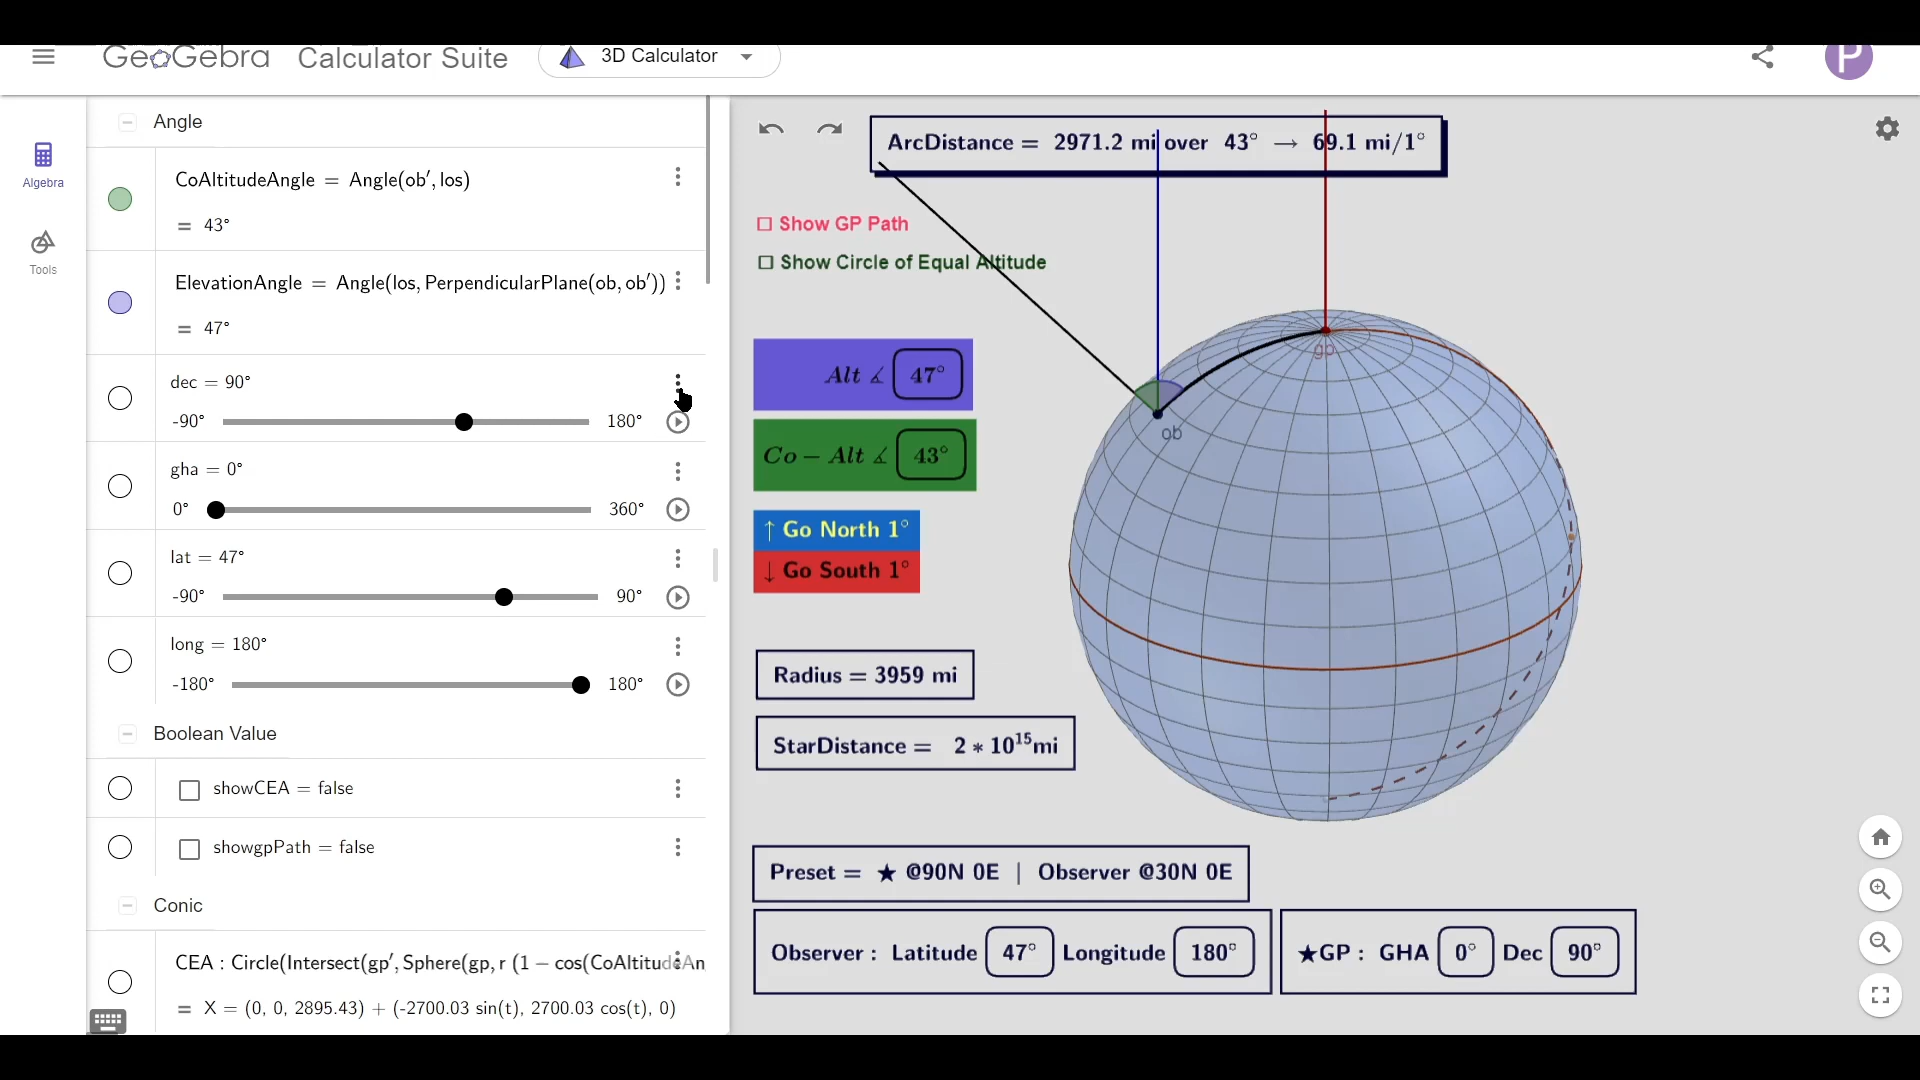 GeoGebra
Calculator Suite
3D Calculator
P
Algebra
Tools
Angle
CoAltitudeAngle = Angle(ob′, los)
= 43°
ElevationAngle = Angle(los, PerpendicularPlane(ob, ob′))
= 47°
dec = 90°
-90° 180°
gha = 0°
0° 360°
lat = 47°
-90° 90°
long = 180°
-180° 180°
Boolean Value
showCEA = false
showgpPath = false
Conic
CEA : Circle(Intersect(gp′, Sphere(gp, r (1 − cos(CoAltitudeAn
= X = (0, 0, 2895.43) + (-2700.03 sin(t), 2700.03 cos(t), 0)
ArcDistance = 2971.2 mi over 43° → 69.1 mi/1°
Show GP Path
Show Circle of Equal Altitude
Alt ∡ 47°
Co − Alt ∡ 43°
↑ Go North 1°
↓ Go South 1°
Radius = 3959 mi
StarDistance = 2 * 10¹⁵mi
gp
ob
Preset = ★ @90N 0E | Observer @30N 0E
Observer : Latitude 47° Longitude 180°
★GP : GHA 0° Dec 90°